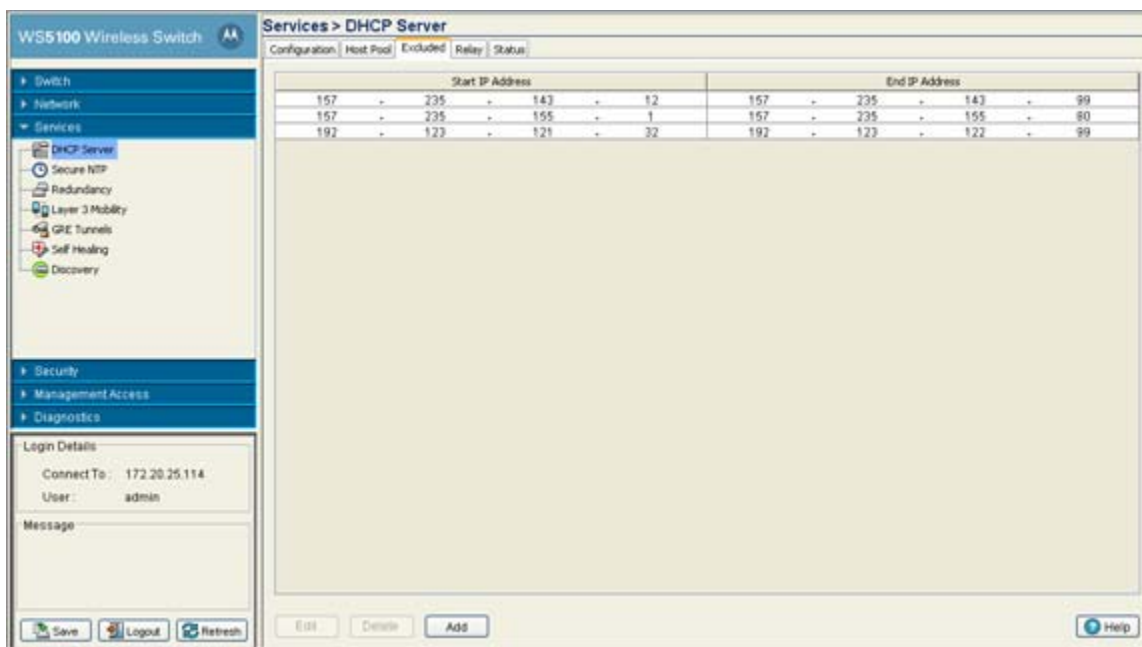 WS5100 Wireless Switch
Services > DHCP Server
Configuration Host Pool Excluded Relay Status
Switch
Network
Services
DHCP Server
Secure NTP
Redundancy
Layer 3 Mobility
GRE Tunnels
Self Healing
Discovery
Security
Management Access
Diagnostics
Login Details
Connect To : 172.20.25.114
User : admin
Message
Save Logout Refresh
Start IP Address End IP Address
157 . 235 . 143 . 12 157 . 235 . 143 . 99
157 . 235 . 155 . 1 157 . 235 . 155 . 80
192 . 123 . 121 . 32 192 . 123 . 122 . 99
Edit Delete Add Help